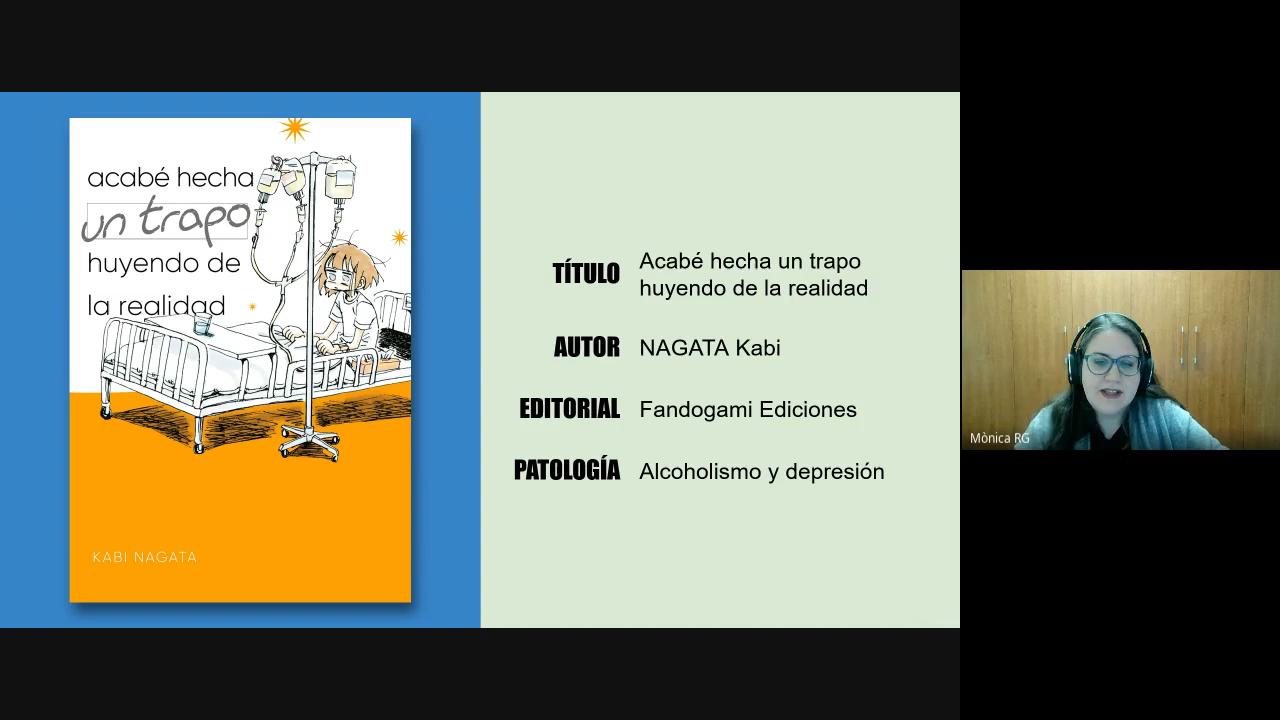 acabé hecha
un trapo
huyendo de
la realidad
KABI NAGATA
TÍTULO
Acabé hecha un trapo
huyendo de la realidad
AUTOR
NAGATA Kabi
EDITORIAL
Fandogami Ediciones
PATOLOGÍA
Alcoholismo y depresión
Mònica RG